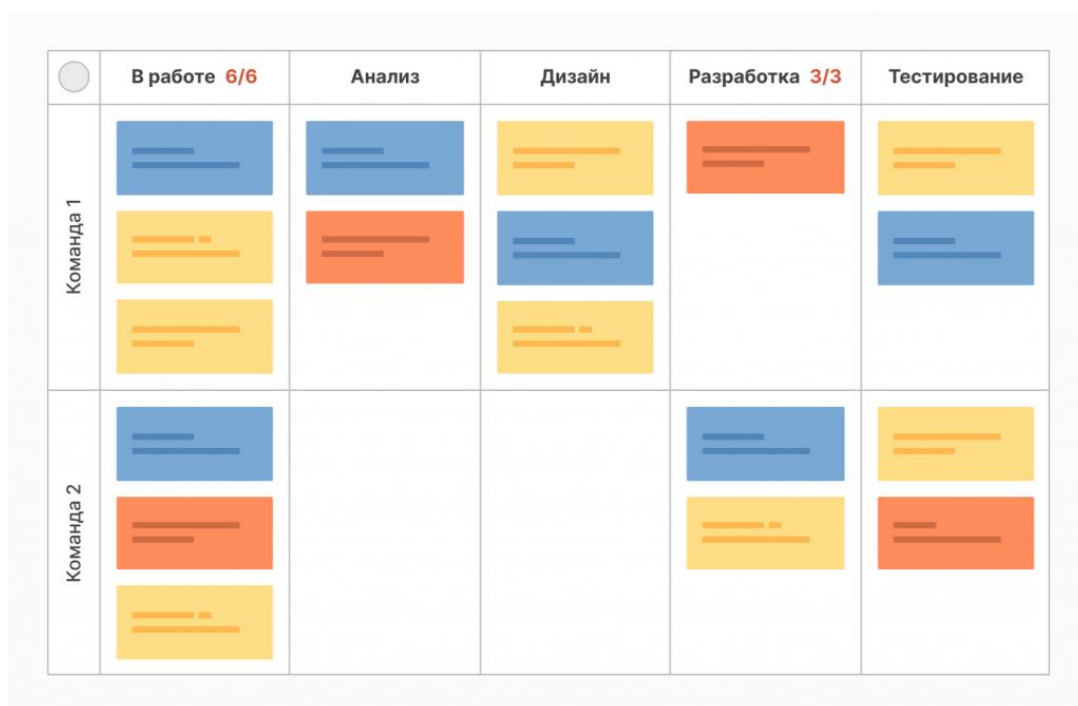 В работе 6/6
Анализ
Дизайн
Разработка 3/3
Тестирование
Команда 1
Команда 2